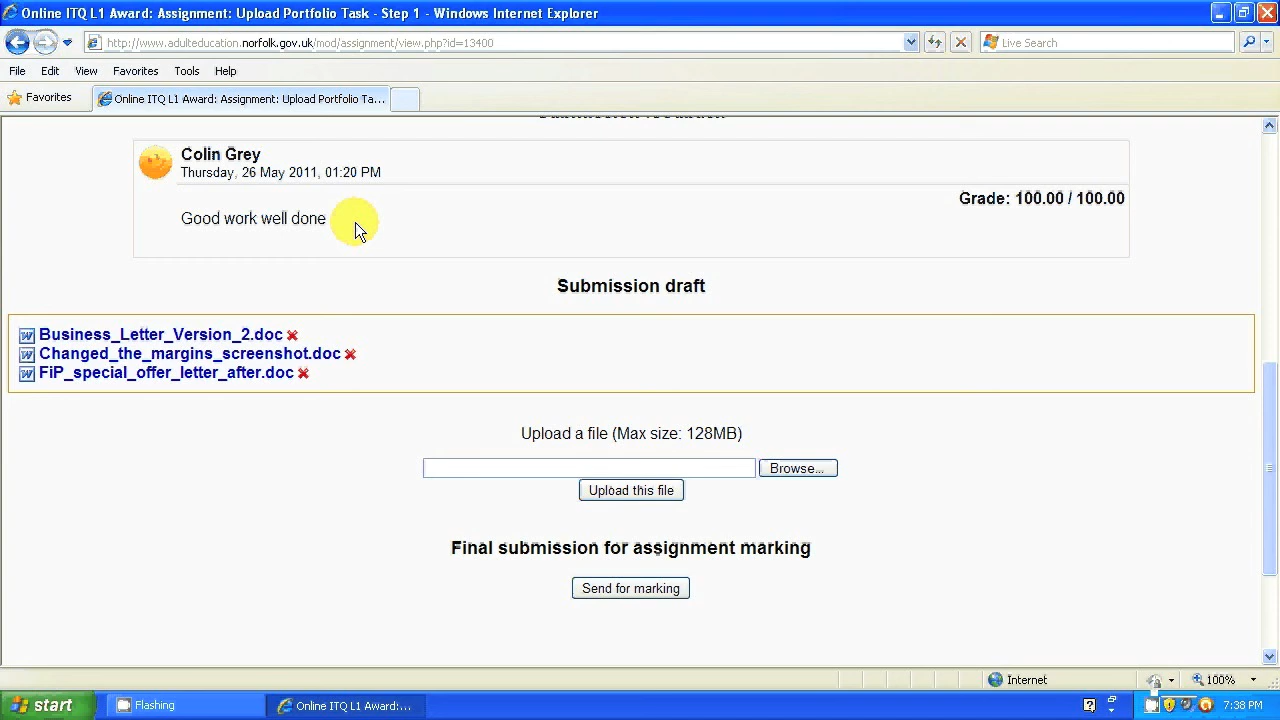 Online ITQ L1 Award: Assignment: Upload Portfolio Task - Step 1 - Windows Internet Explorer
http://www.adulteducation.norfolk.gov.uk/mod/assignment/view.php?id=13400
Live Search
File Edit View Favorites Tools Help
Favorites
Online ITQ L1 Award: Assignment: Upload Portfolio Ta...
Colin Grey
Thursday, 26 May 2011, 01:20 PM
Grade: 100.00 / 100.00
Good work well done
Submission draft
Business_Letter_Version_2.doc
Changed_the_margins_screenshot.doc
FiP_special_offer_letter_after.doc
Upload a file (Max size: 128MB)
Browse...
Upload this file
Final submission for assignment marking
Send for marking
Internet
100%
start
Flashing
Online ITQ L1 Award:...
7:38 PM